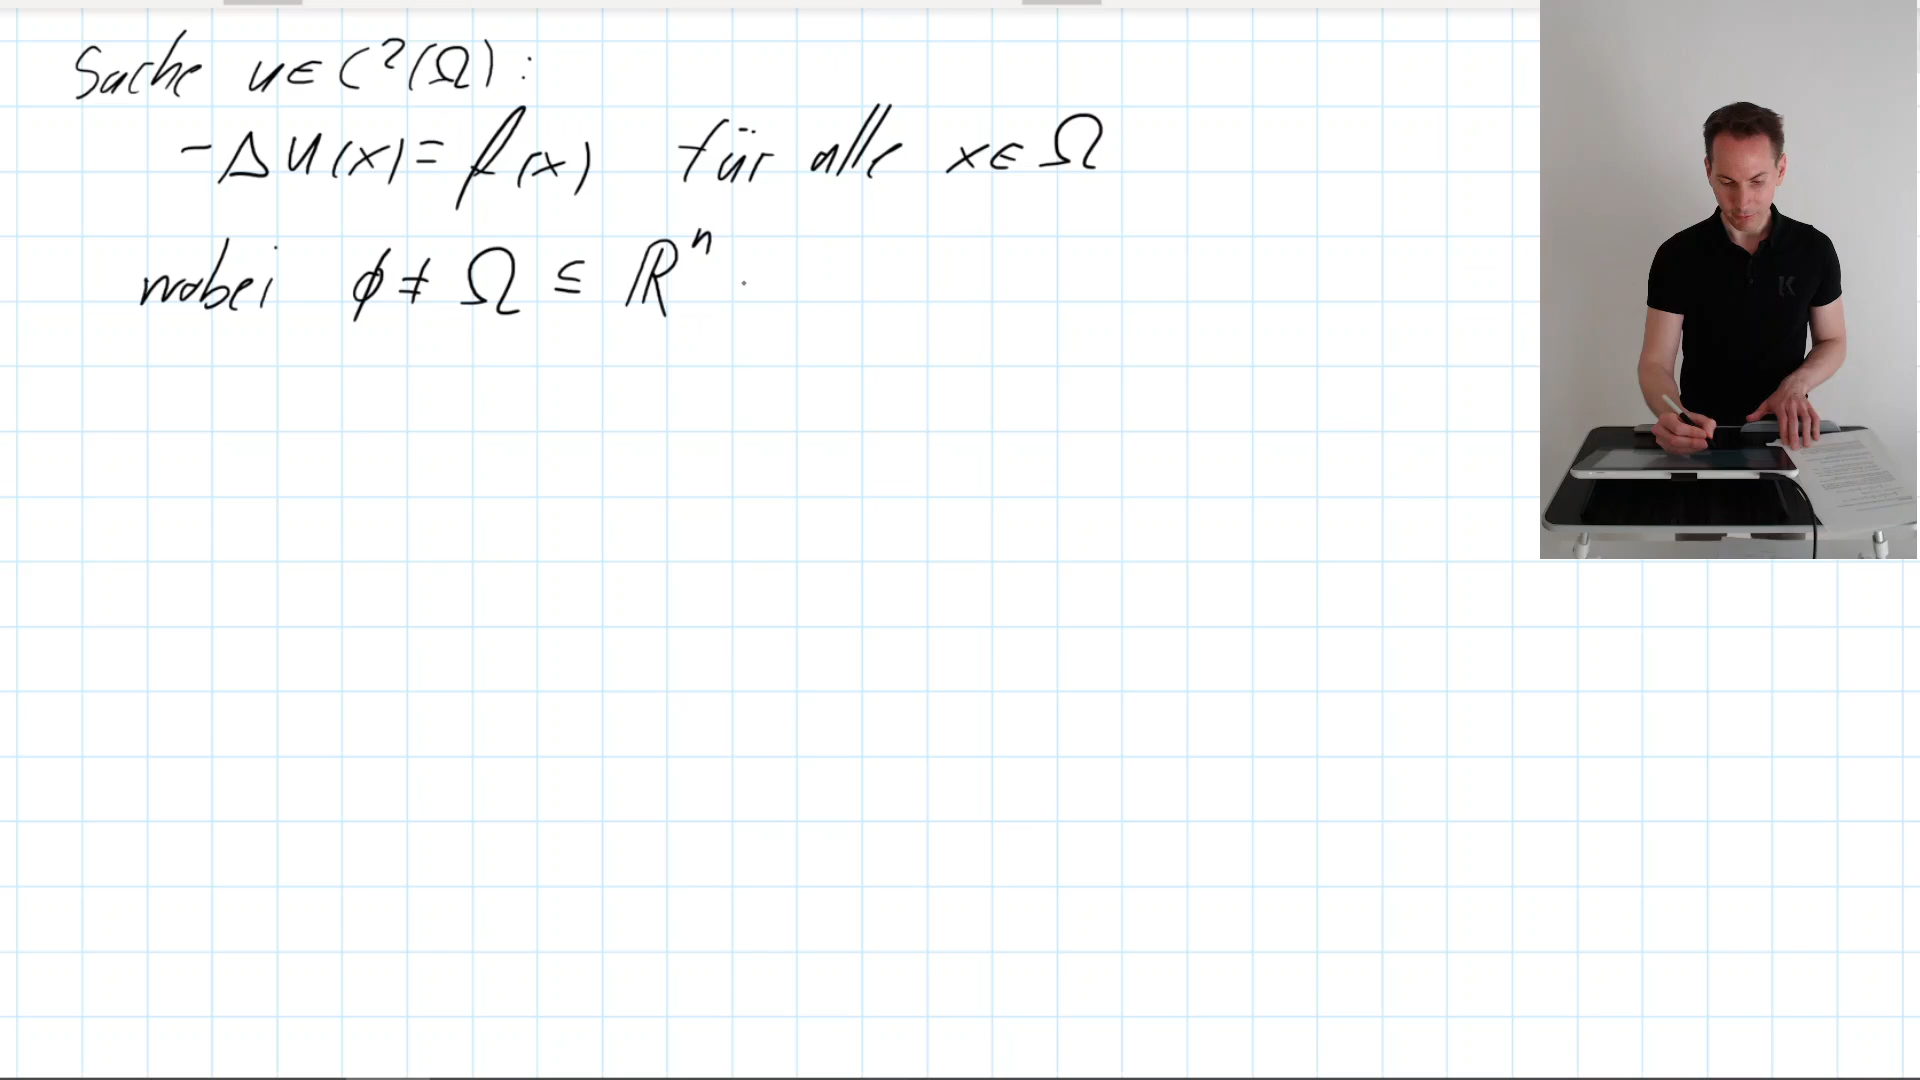 Suche u ∈ C²(Ω) :
-Δu(x) = f(x) für alle x ∈ Ω
wobei ∅ ≠ Ω ⊆ ℝⁿ
K